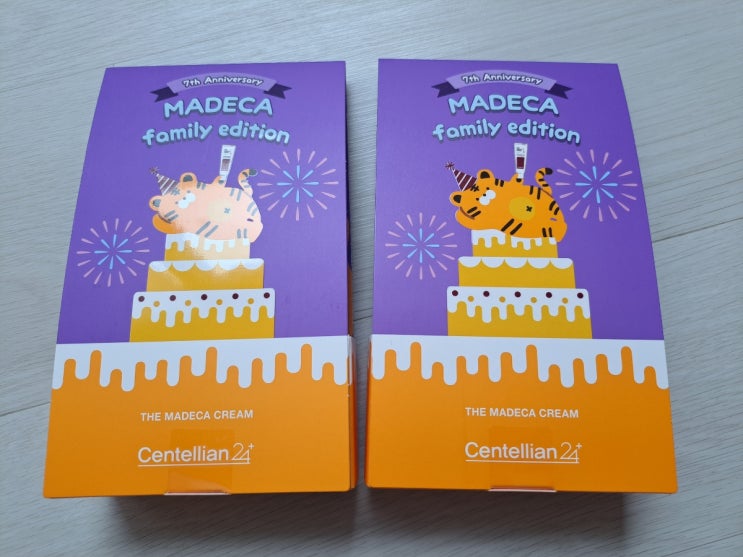 7th Anniversary
MADECA
family edition
THE MADECA CREAM
Centellian24+
7th Anniversary
MADECA
family edition
THE MADECA CREAM
Centellian24+